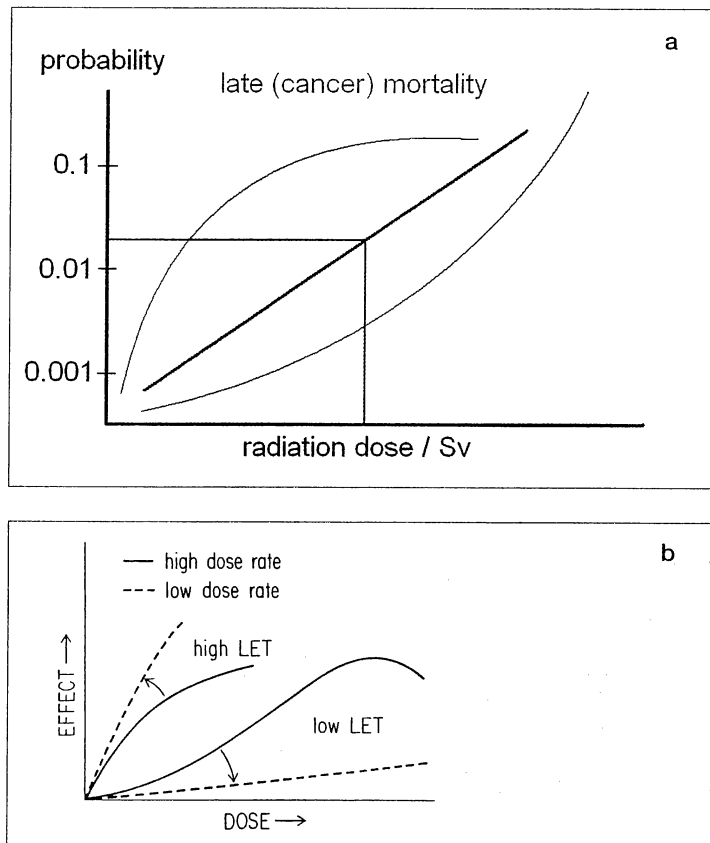 a
probability
late (cancer) mortality
0.1
0.01
0.001
radiation dose / Sv
b
high dose rate
low dose rate
high LET
low LET
EFFECT →
DOSE →